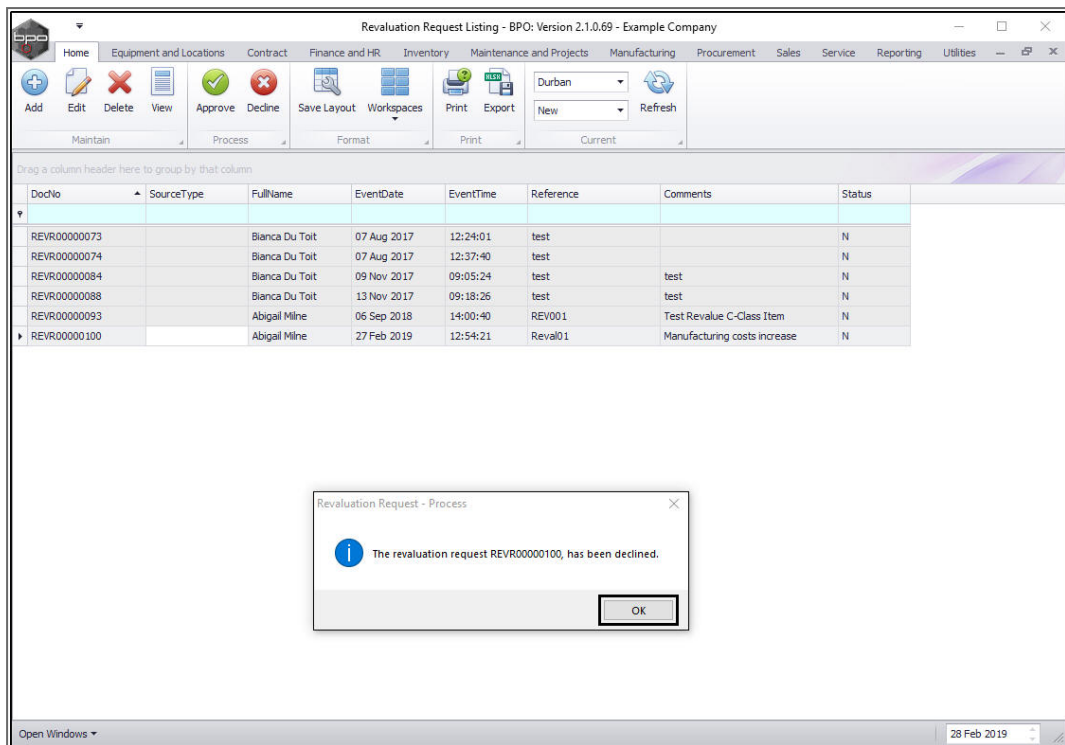 Revaluation Request Listing - BPO: Version 2.1.0.69 - Example Company
bpo
Home Equipment and Locations Contract Finance and HR Inventory Maintenance and Projects Manufacturing Procurement Sales Service Reporting Utilities
Add Edit Delete View Approve Decline Save Layout Workspaces Print Export Durban Refresh
XLSX
New
Maintain Process Format Print Current
Drag a column header here to group by that column
DocNo SourceType FullName EventDate EventTime Reference Comments Status
REVR00000073 Bianca Du Toit 07 Aug 2017 12:24:01 test N
REVR00000074 Bianca Du Toit 07 Aug 2017 12:37:40 test N
REVR00000084 Bianca Du Toit 09 Nov 2017 09:05:24 test test N
REVR00000088 Bianca Du Toit 13 Nov 2017 09:18:26 test test N
REVR00000093 Abigail Milne 06 Sep 2018 14:00:40 REV001 Test Revalue C-Class Item N
REVR00000100 Abigail Milne 27 Feb 2019 12:54:21 Reval01 Manufacturing costs increase N
Revaluation Request - Process
The revaluation request REVR00000100, has been declined.
OK
Open Windows 28 Feb 2019